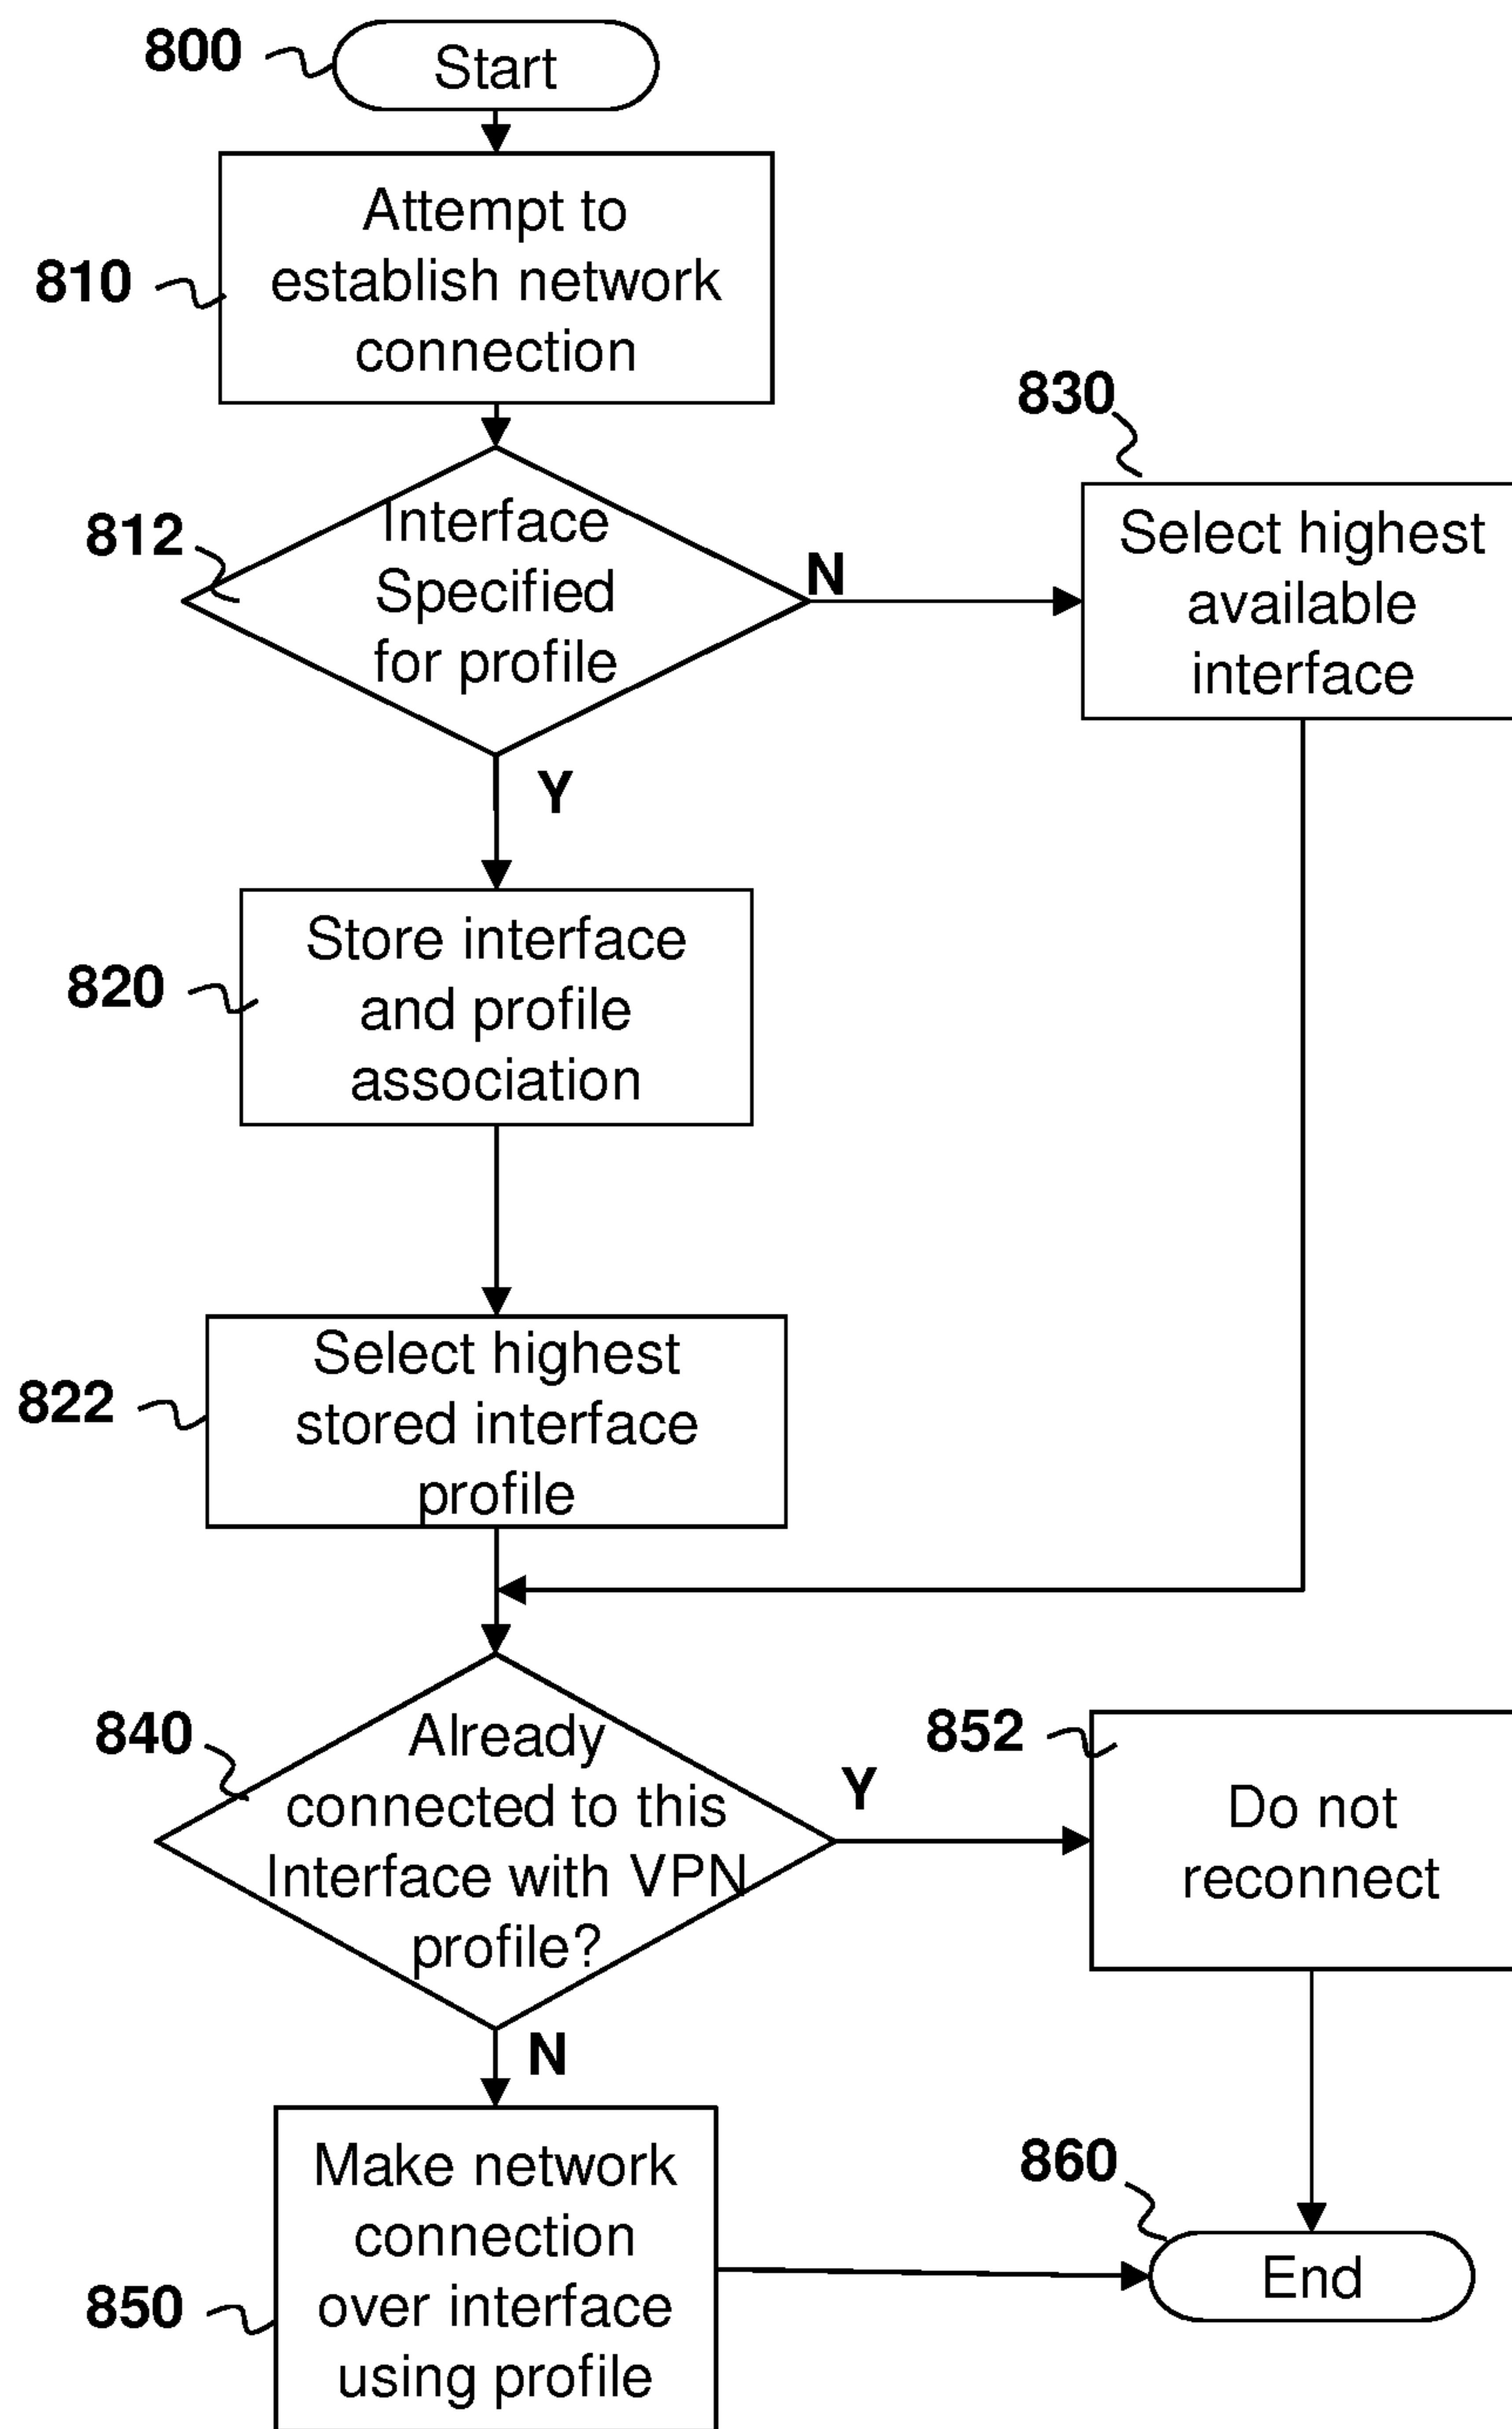 800
Start
810
Attempt to
establish network
connection
812
Interface
Specified
for profile
N
Y
830
Select highest
available
interface
820
Store interface
and profile
association
822
Select highest
stored interface
profile
840
Already
connected to this
Interface with VPN
profile?
Y
N
852
Do not
reconnect
850
Make network
connection
over interface
using profile
860
End